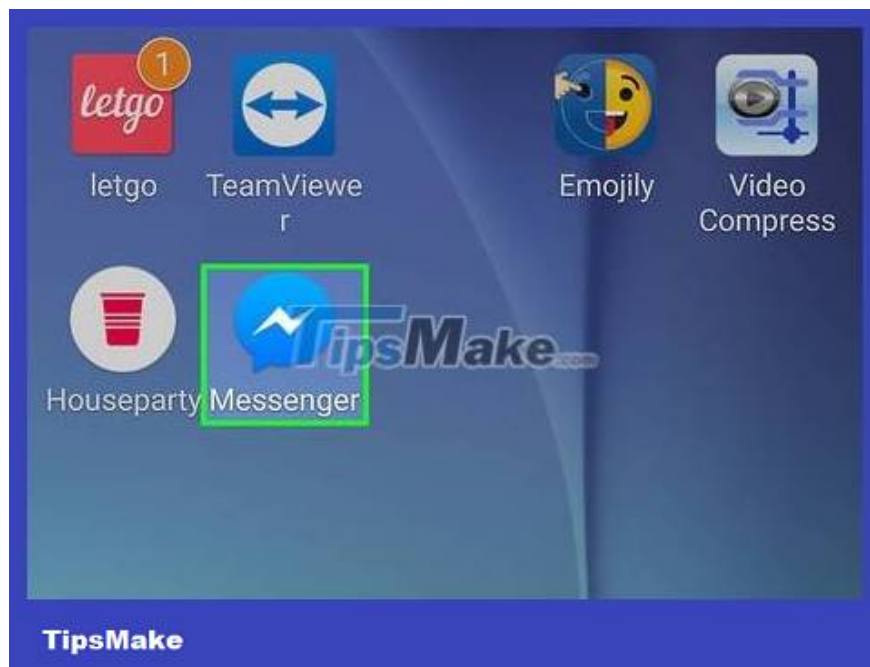 1
letgo
letgo
TeamViewe
r
Emojily
Video
Compress
Houseparty
Messenger
TipsMake.com
TipsMake